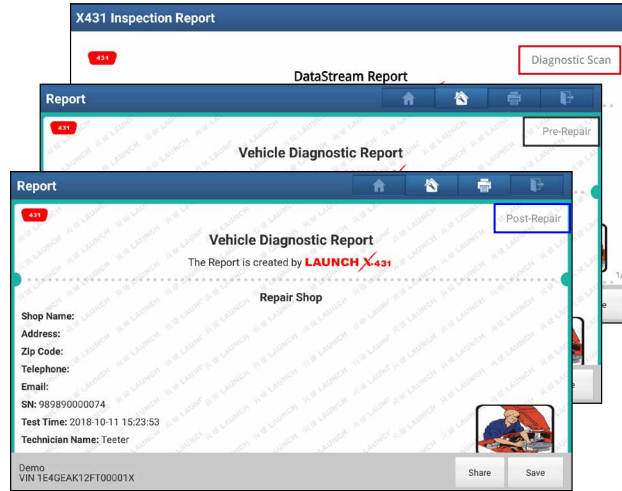 X431 Inspection Report
431
Diagnostic Scan
DataStream Report
Report
431
Pre-Repair
Vehicle Diagnostic Report
Report
431
Post-Repair
Vehicle Diagnostic Report
The Report is created by LAUNCH X-431
Repair Shop
Shop Name:
Address:
Zip Code:
Telephone:
Email:
SN: 989890000074
Test Time: 2018-10-11 15:23:53
Technician Name: Teeter
Demo
VIN 1E4GEAK12FT00001X
Share
Save